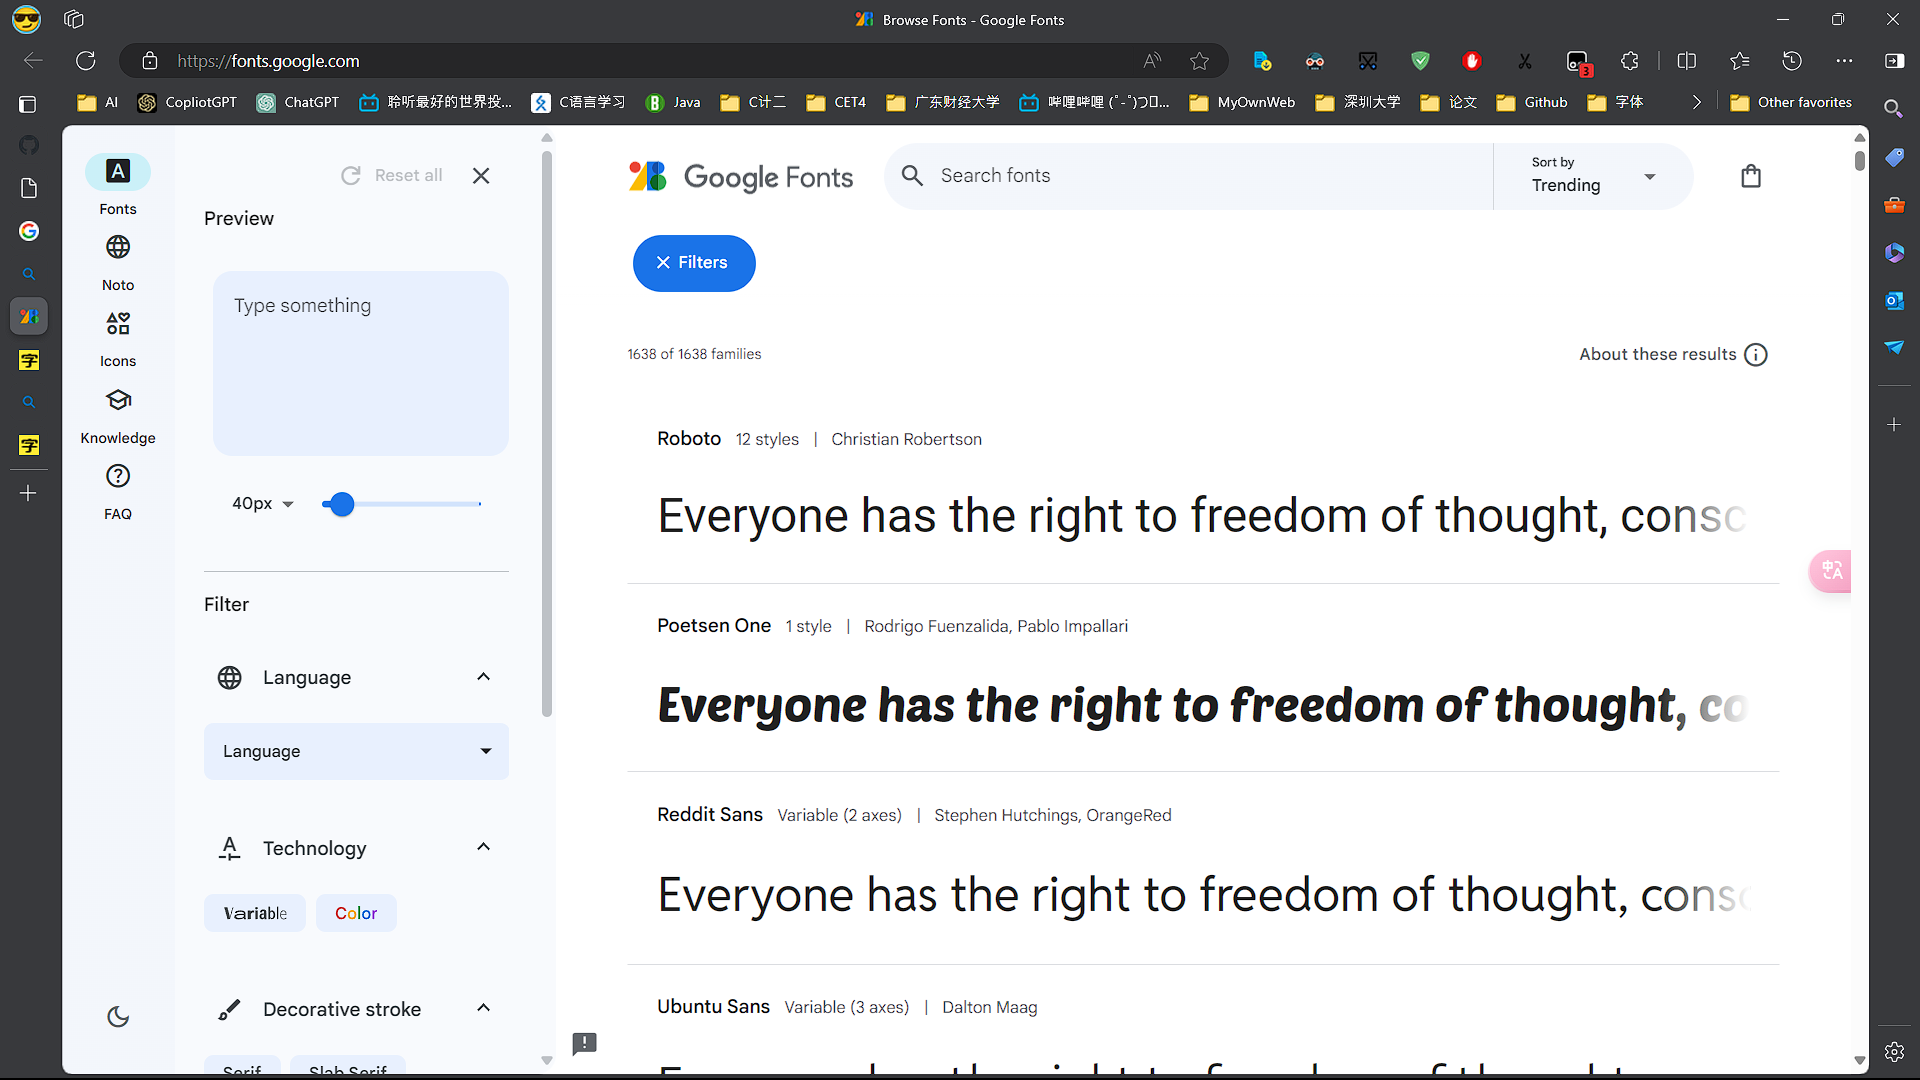 Browse Fonts - Google Fonts
https://fonts.google.com
3
AI
CopliotGPT
ChatGPT
聆听最好的世界投...
C语言学习
Java
C计二
CET4
广东财经大学
哔哩哔哩
MyOwnWeb
深圳大学
论文
Github
字体
Other favorites
Fonts
Noto
Icons
Knowledge
FAQ
Reset all
Preview
Type something
40px
Filter
Language
Language
Technology
Variable
Color
Decorative stroke
Serif
Slab Serif
Google Fonts
Search fonts
Sort by
Trending
Filters
1638 of 1638 families
About these results
Roboto 12 styles | Christian Robertson
Everyone has the right to freedom of thought, consc
Poetsen One 1 style | Rodrigo Fuenzalida, Pablo Impallari
Everyone has the right to freedom of thought, co
Reddit Sans Variable (2 axes) | Stephen Hutchings, OrangeRed
Everyone has the right to freedom of thought, consc
Ubuntu Sans Variable (3 axes) | Dalton Maag
字
字